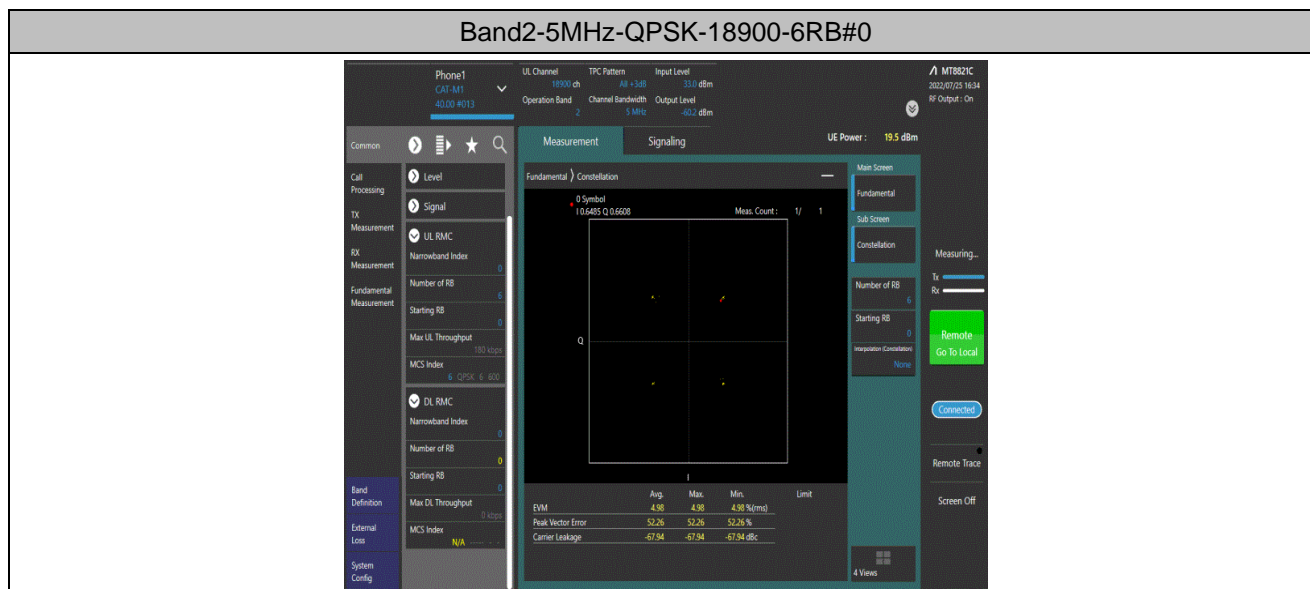 Band2-5MHz-QPSK-18900-6RB#0
Phone1
CAT-M1
40.00 #013
UL Channel
18900 ch
TPC Pattern
All +3dB
Input Level
33.0 dBm
Operation Band
2
Channel Bandwidth
5 MHz
Output Level
-60.2 dBm
MT8821C
2022/07/25 16:34
RF Output : On
Common
Measurement
Signaling
UE Power : 19.5 dBm
Call
Processing
TX
Measurement
RX
Measurement
Fundamental
Measurement
Band
Definition
External
Loss
System
Config
Level
Signal
UL RMC
Narrowband Index
0
Number of RB
6
Starting RB
0
Max UL Throughput
180 kbps
MCS Index
6 QPSK 6 600
DL RMC
Narrowband Index
0
Number of RB
0
Starting RB
0
Max DL Throughput
0 kbps
MCS Index
N/A --- - -
Fundamental 〉 Constellation
0 Symbol
I 0.6485 Q 0.6608
Meas. Count : 1/ 1
Q
I
Avg. Max. Min. Limit
EVM 4.98 4.98 4.98 %(rms)
Peak Vector Error 52.26 52.26 52.26 %
Carrier Leakage -67.94 -67.94 -67.94 dBc
Main Screen
Fundamental
Sub Screen
Constellation
Number of RB
6
Starting RB
0
Interpolation (Constellation)
None
4 Views
Measuring...
Tx
Rx
Remote
Go To Local
Connected
Remote Trace
Screen Off